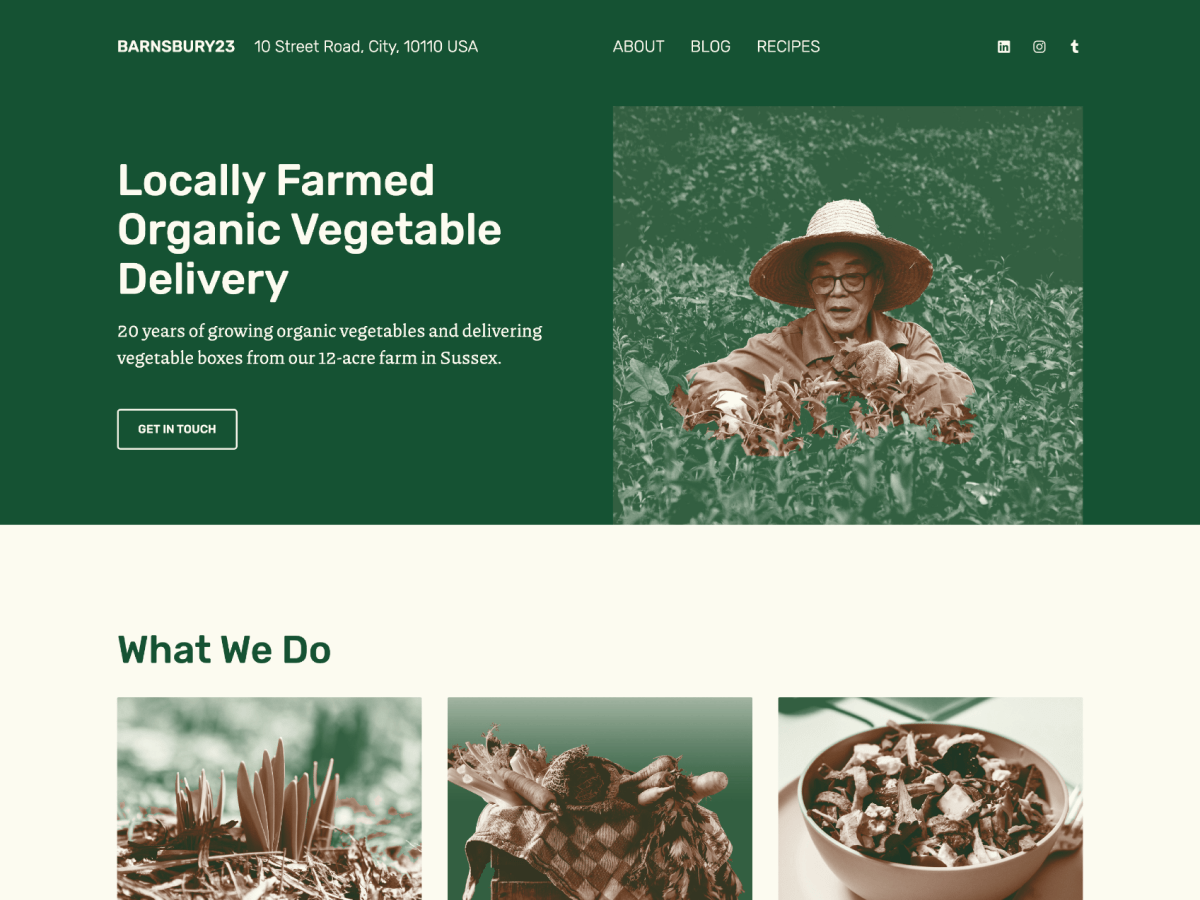 BARNSBURY23 10 Street Road, City, 10110 USA ABOUT BLOG RECIPES
Locally Farmed
Organic Vegetable
Delivery
20 years of growing organic vegetables and delivering
vegetable boxes from our 12-acre farm in Sussex.
GET IN TOUCH
What We Do